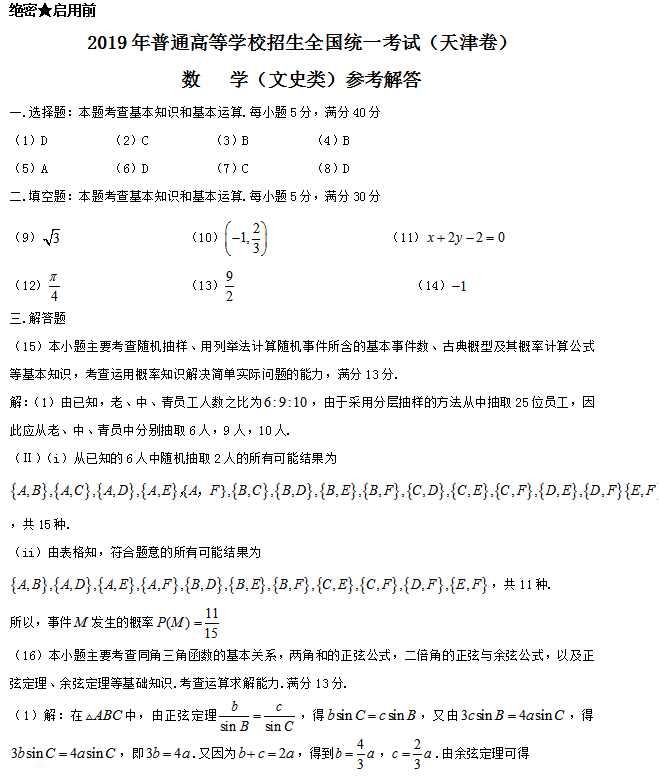 绝密★启用前
2019年普通高等学校招生全国统一考试（天津卷）
数 学（文史类）参考解答
一.选择题：本题考查基本知识和基本运算.每小题5分，满分40分
（1）D （2）C （3）B （4）B
（5）A （6）D （7）C （8）D
二.填空题：本题考查基本知识和基本运算.每小题5分，满分30分
（9）√3 （10）(−1, 2/3) （11）x+2y−2=0
（12）π/4 （13）9/2 （14）−1
三.解答题
（15）本小题主要考查随机抽样、用列举法计算随机事件所含的基本事件数、古典概型及其概率计算公式
等基本知识，考查运用概率知识解决简单实际问题的能力，满分13分.
解:（1）由已知，老、中、青员工人数之比为6:9:10，由于采用分层抽样的方法从中抽取25位员工，因
此应从老、中、青员中分别抽取6人，9人，10人.
（Ⅱ）（i）从已知的6人中随机抽取2人的所有可能结果为
{A,B},{A,C},{A,D},{A,E},{A，F},{B,C},{B,D},{B,E},{B,F},{C,D},{C,E},{C,F},{D,E},{D,F}{E,F
，共15种.
（ii）由表格知，符合题意的所有可能结果为
{A,B},{A,D},{A,E},{A,F},{B,D},{B,E},{B,F},{C,E},{C,F},{D,F},{E,F}，共11种.
所以，事件M发生的概率P(M)=11/15
（16）本小题主要考查同角三角函数的基本关系，两角和的正弦公式，二倍角的正弦与余弦公式，以及正
弦定理、余弦定理等基础知识.考查运算求解能力.满分13分.
（1）解：在△ABC中，由正弦定理b/sin B=c/sin C，得bsin C=csin B，又由3csin B=4asinC，得
3bsinC=4asinC，即3b=4a.又因为b+c=2a，得到b=4/3 a，c=2/3 a.由余弦定理可得